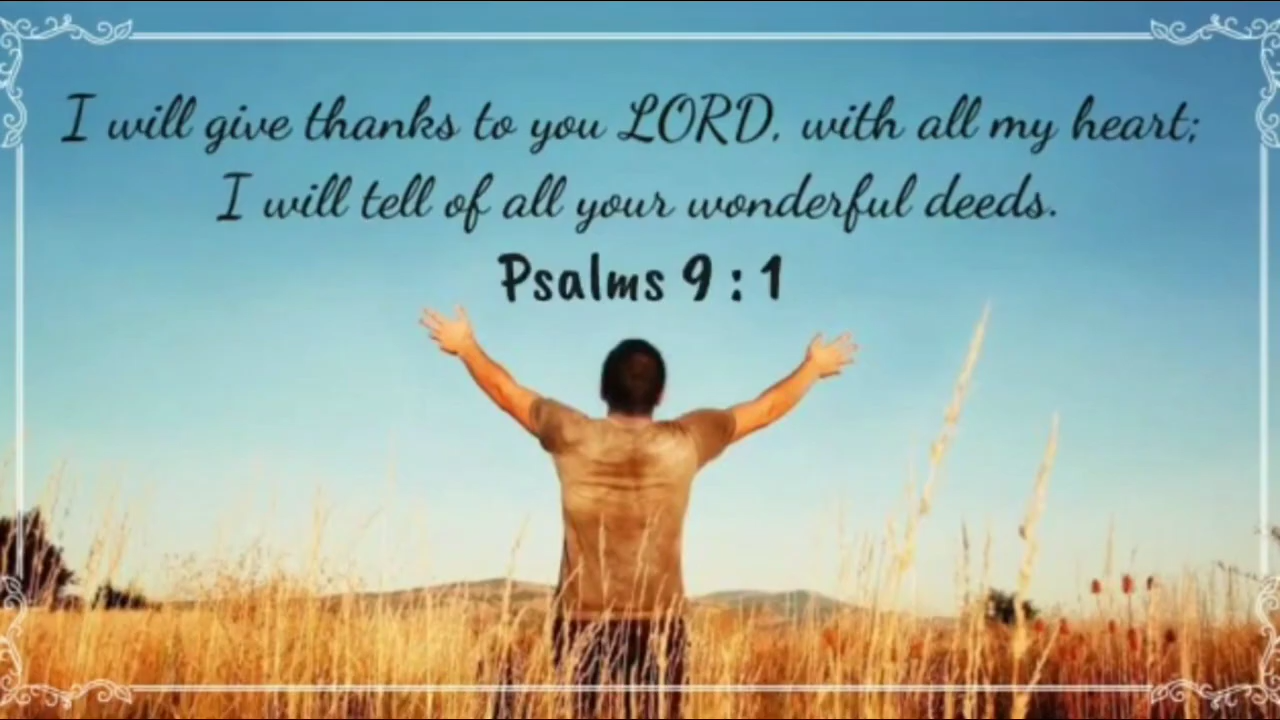 I will give thanks to you LORD, with all my heart;
I will tell of all your wonderful deeds.
Psalms 9 : 1